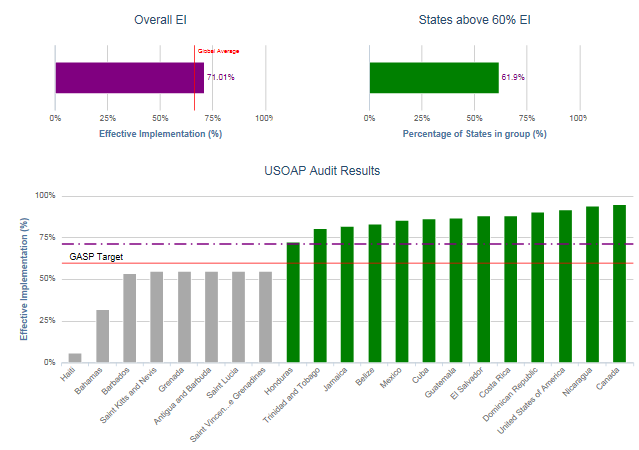 Overall EI
States above 60% EI
Global Average
71.01%
61.9%
0% 25% 50% 75% 100%
0% 25% 50% 75% 100%
Effective Implementation (%)
Percentage of States in group (%)
USOAP Audit Results
Effective Implementation (%)
100%
75%
GASP Target
50%
25%
0%
Haiti
Bahamas
Barbados
Saint Kitts and Nevis
Grenada
Antigua and Barbuda
Saint Lucia
Saint Vincen...e Grenadines
Honduras
Trinidad and Tobago
Jamaica
Belize
Mexico
Cuba
Guatemala
El Salvador
Costa Rica
Dominican Republic
United States of America
Nicaragua
Canada